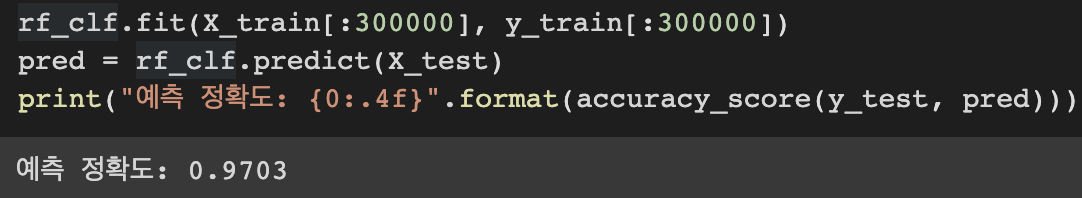 rf_clf.fit(X_train[:300000], y_train[:300000])
pred = rf_clf.predict(X_test)
print("예측 정확도: {0:.4f}".format(accuracy_score(y_test, pred)))
예측 정확도: 0.9703